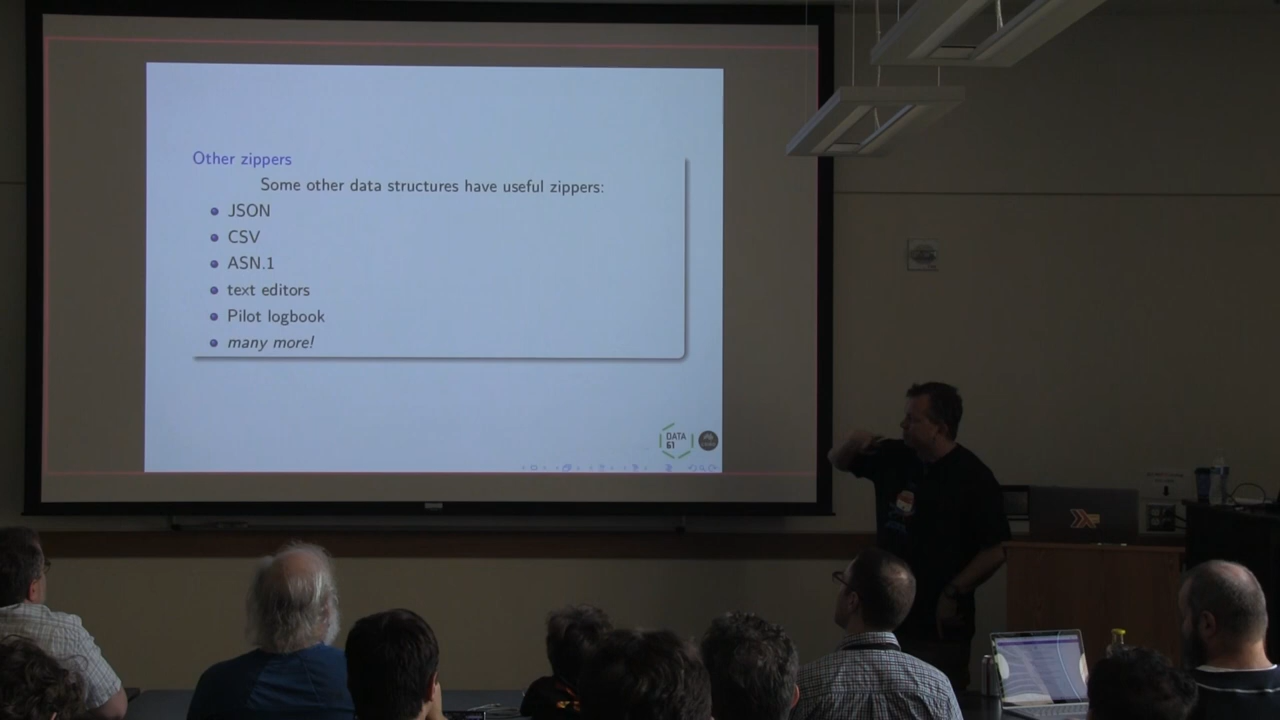 Other zippers
Some other data structures have useful zippers:
JSON
CSV
ASN.1
text editors
Pilot logbook
many more!
DATA
61